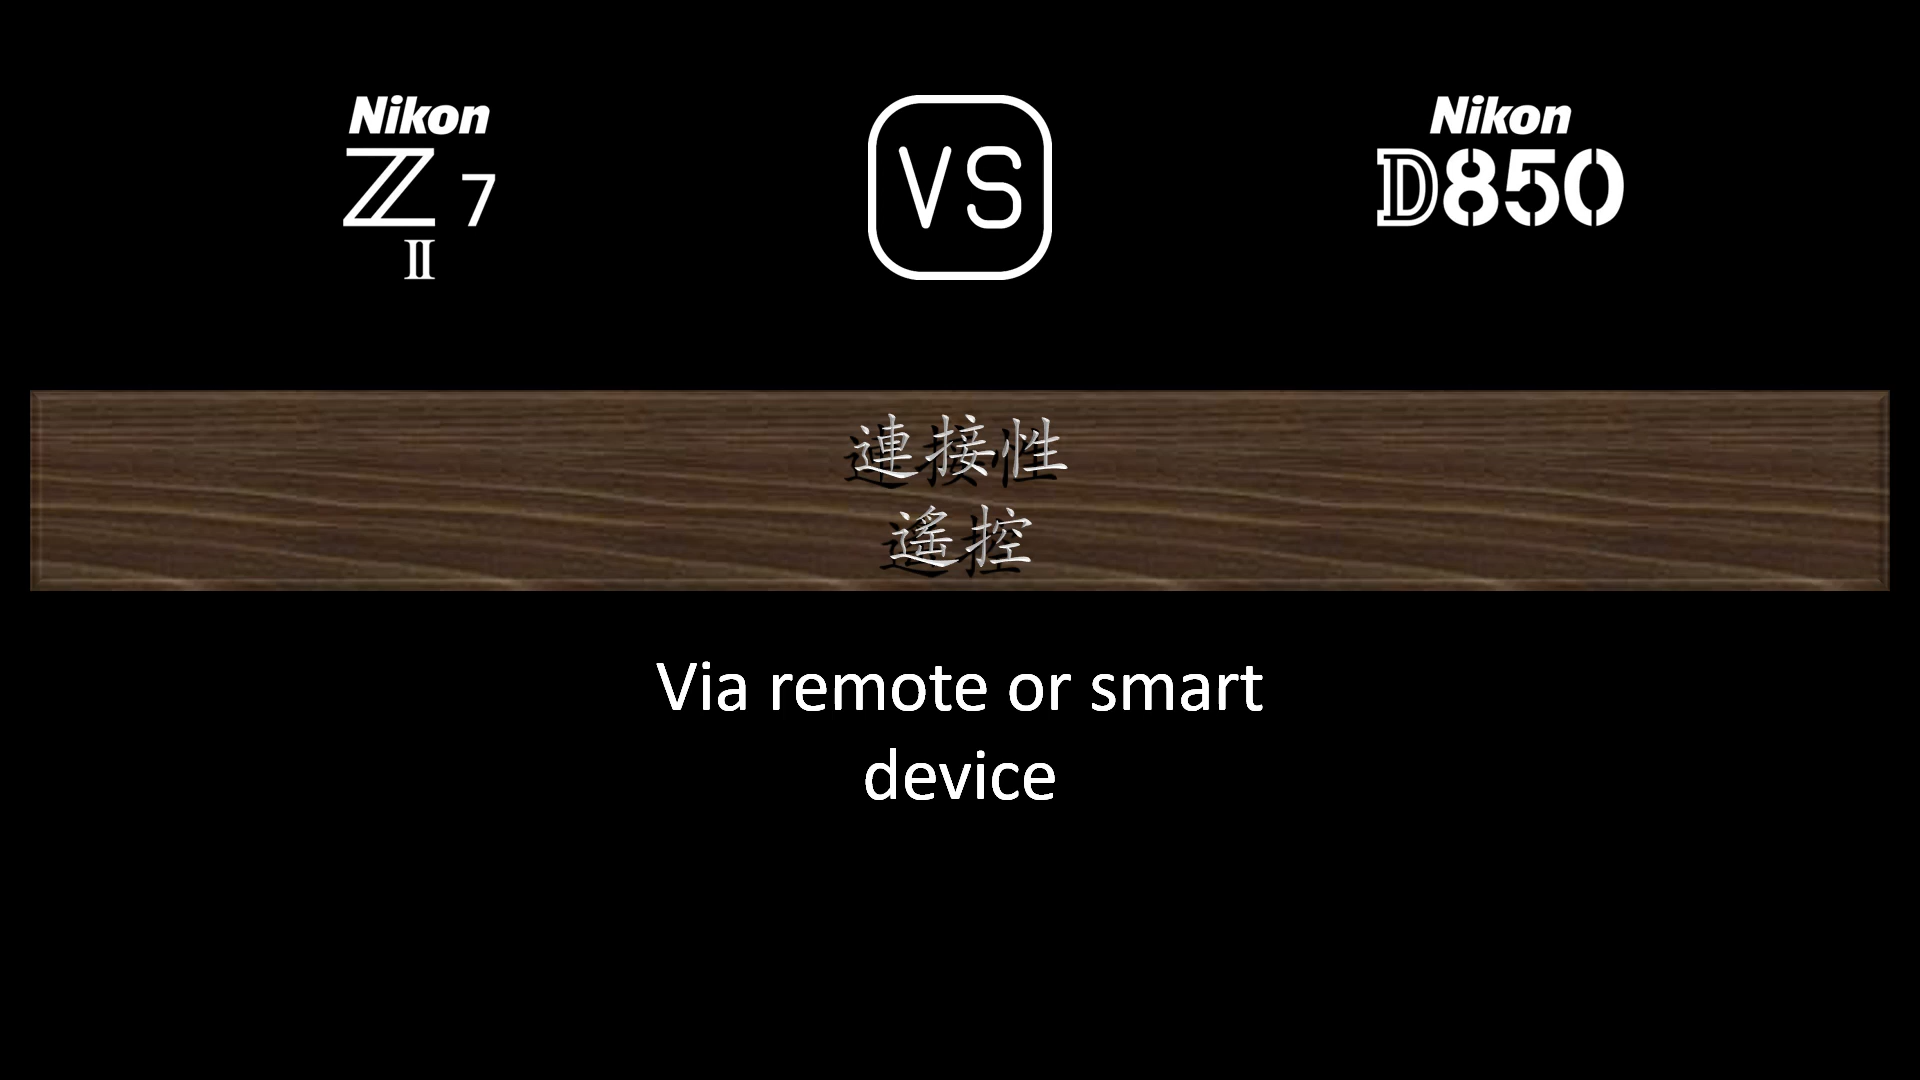 Nikon
Z 7
II
VS
Nikon
D850
連接性
遙控
Via remote or smart
device